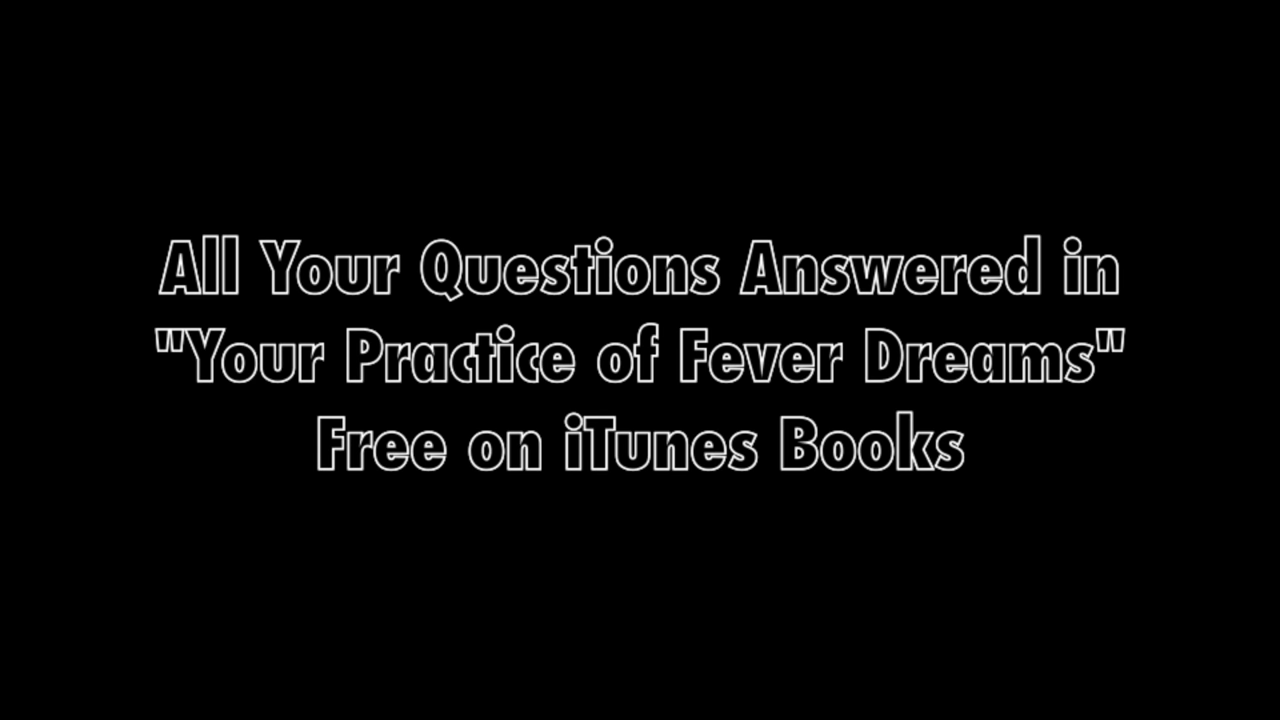 All Your Questions Answered in
"Your Practice of Fever Dreams"
Free on iTunes Books